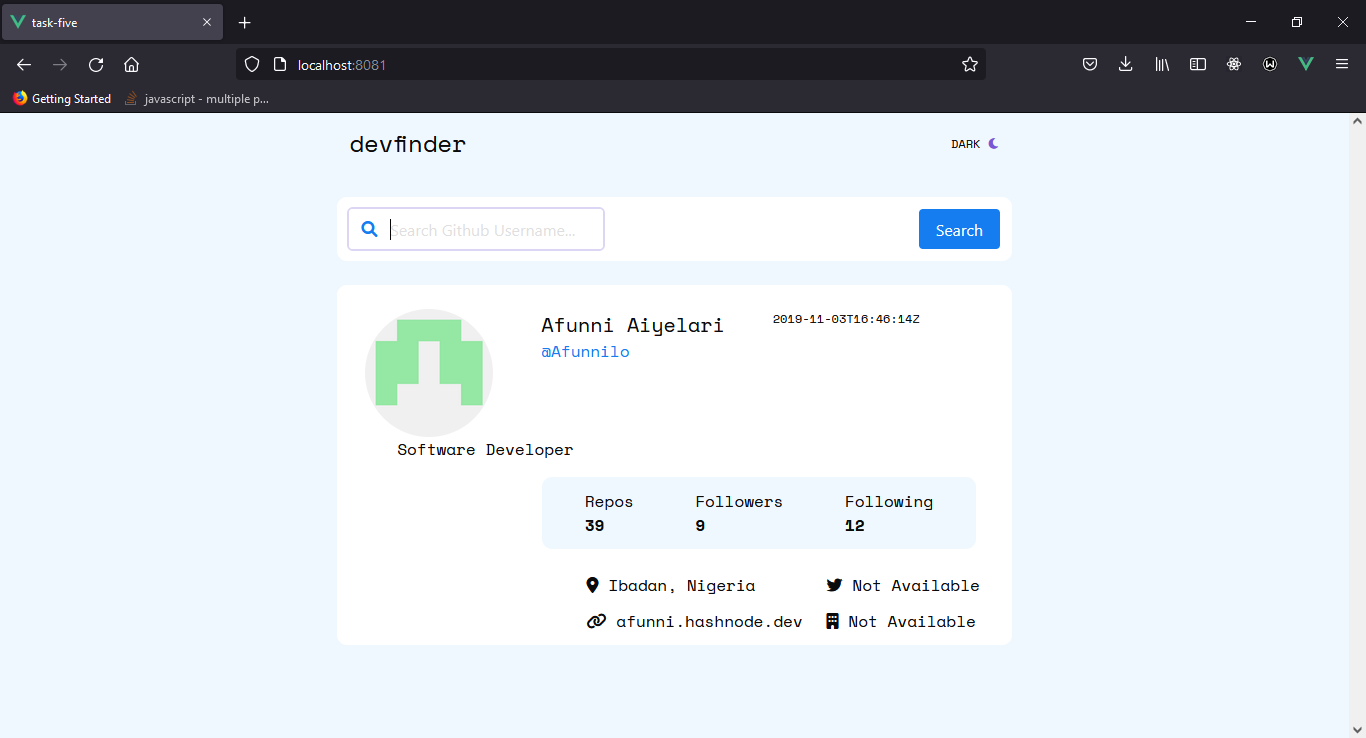 task-five
localhost:8081
Getting Started
javascript - multiple p...
devfinder
DARK
Search Github Username...
Search
Afunni Aiyelari
2019-11-03T16:46:14Z
@Afunnilo
Software Developer
Repos Followers Following
39 9 12
Ibadan, Nigeria
Not Available
afunni.hashnode.dev
Not Available